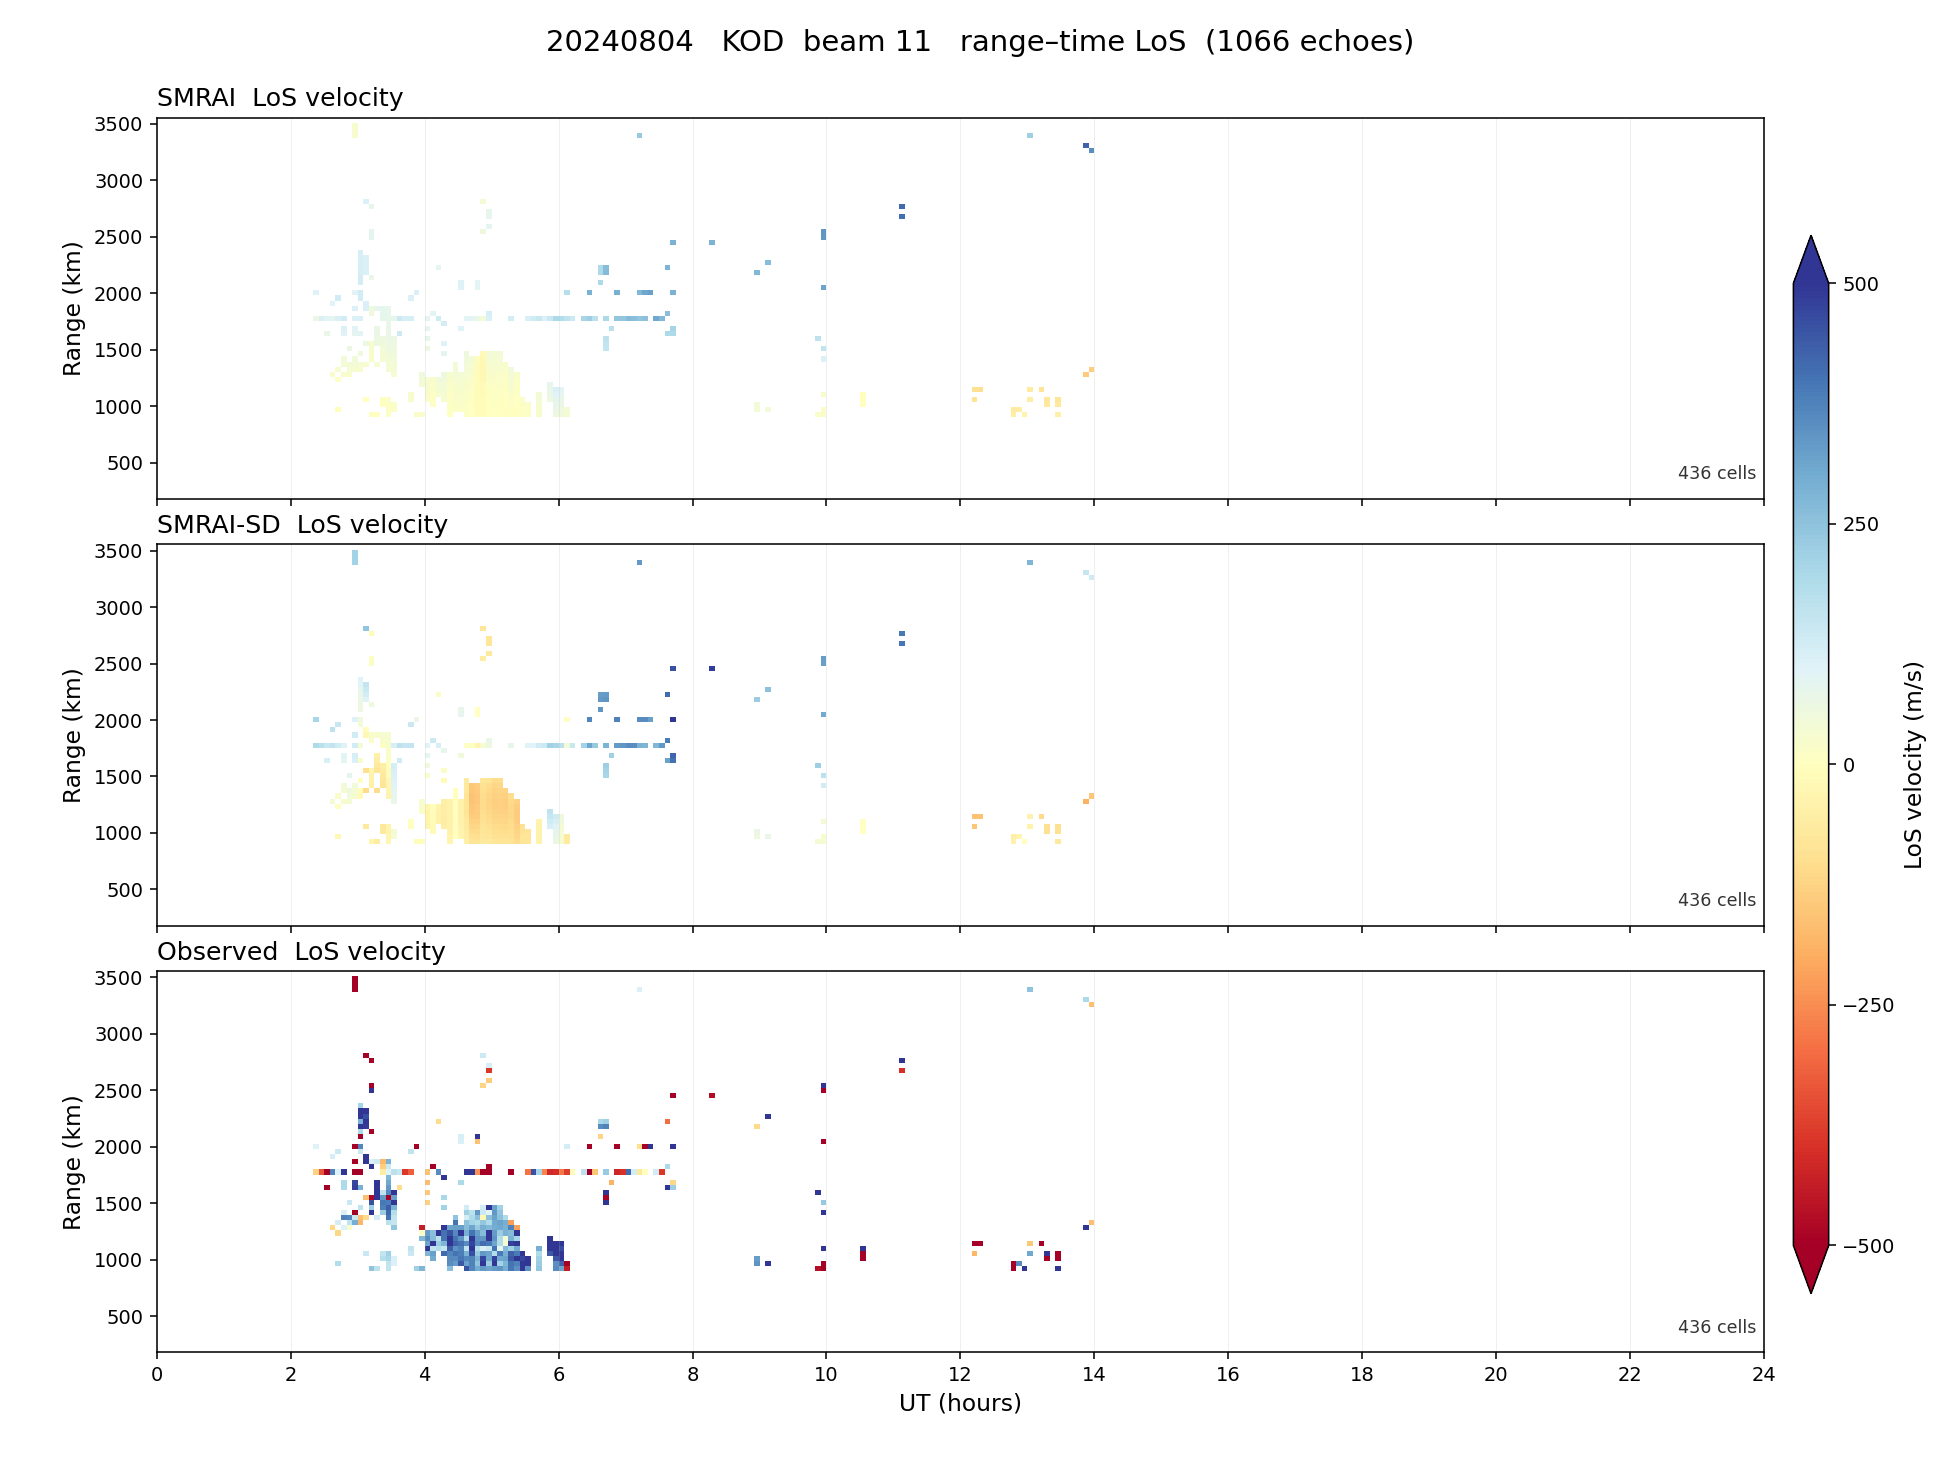 20240804   KOD  beam 11   range–time LoS  (1066 echoes)
SMRAI  LoS velocity
3500
3000
2500
2000
1500
1000
500
Range (km)
436 cells
SMRAI-SD  LoS velocity
3500
3000
2500
2000
1500
1000
500
Range (km)
436 cells
Observed  LoS velocity
3500
3000
2500
2000
1500
1000
500
Range (km)
436 cells
0 2 4 6 8 10 12 14 16 18 20 22 24
UT (hours)
500
250
0
−250
−500
LoS velocity (m/s)